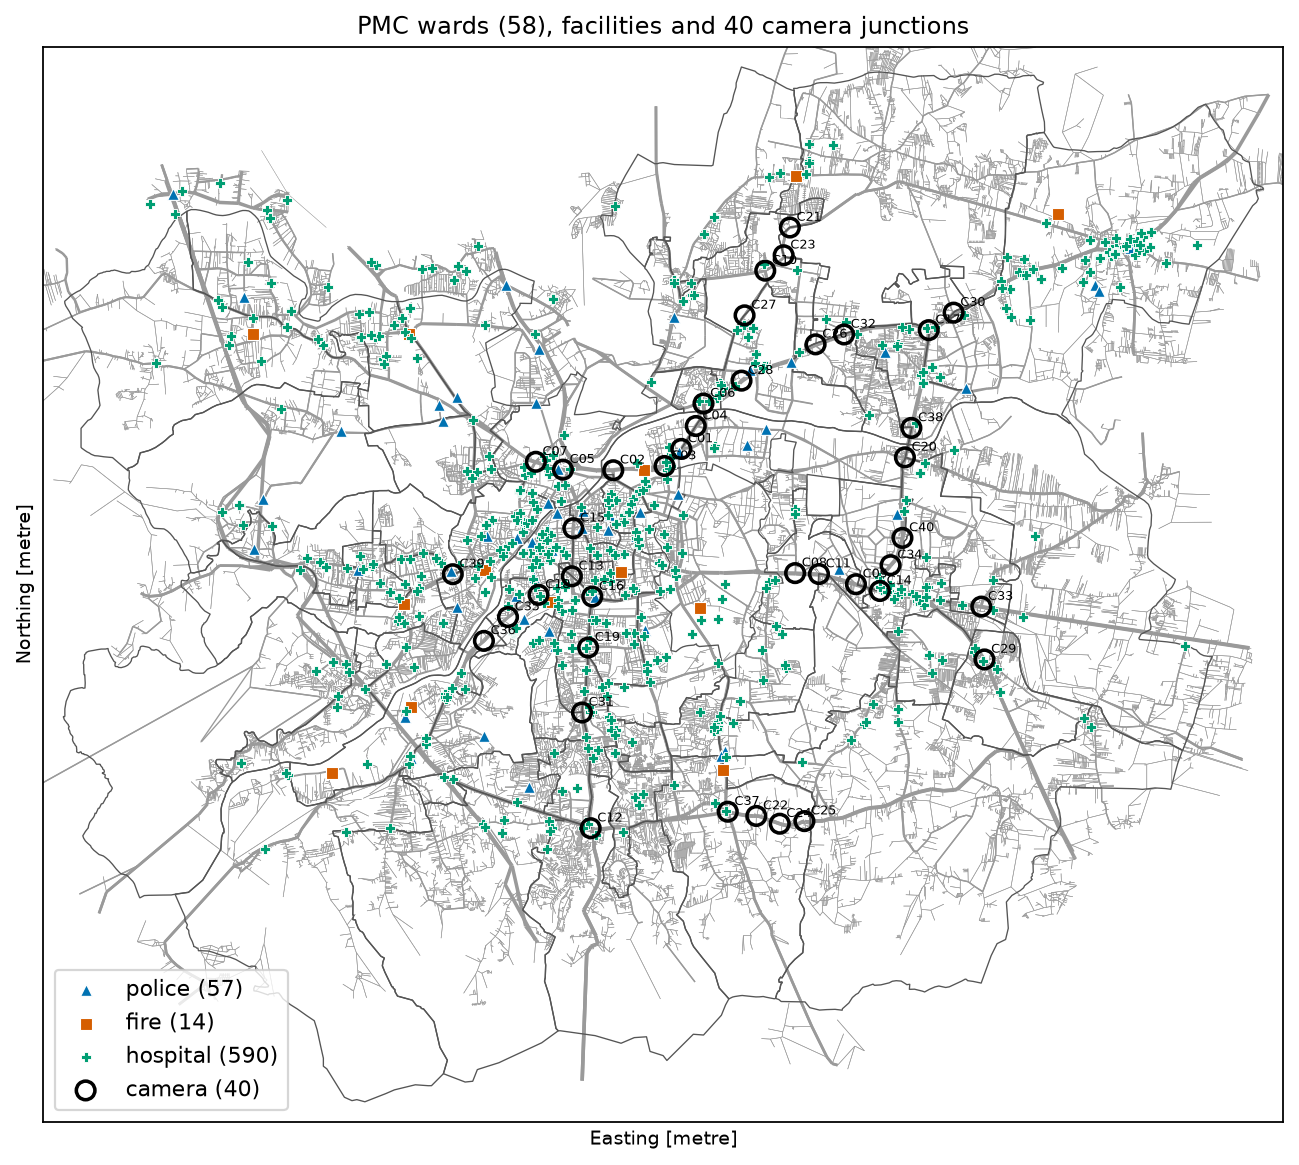 PMC wards (58), facilities and 40 camera junctions
C21
C23
C27
C30
C32
C26
C28
C06
C04
C38
C01
C20
C07
C05
C02
C03
C15
C40
C34
C39
C13
C08
C14
C16
C33
C35
C36
C19
C29
C31
C37
C22
C25
C12
Northing [metre]
police (57)
fire (14)
hospital (590)
camera (40)
Easting [metre]